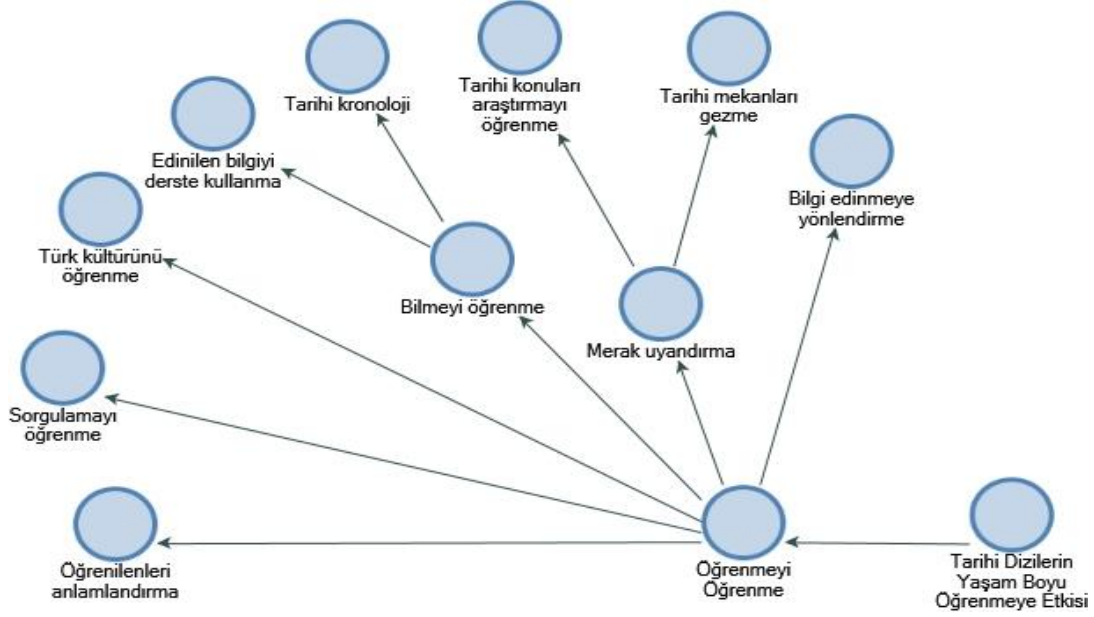 Tarihi kronoloji
Tarihi konuları
araştırmayı
öğrenme
Tarihi mekanları
gezme
Edinilen bilgiyi
derste kullanma
Bilgi edinmeye
yönlendirme
Türk kültürünü
öğrenme
Bilmeyi öğrenme
Merak uyandırma
Sorgulamayı
öğrenme
Öğrenilenleri
anlamlandırma
Öğrenmeyi
Öğrenme
Tarihi Dizilerin
Yaşam Boyu
Öğrenmeye Etkisi